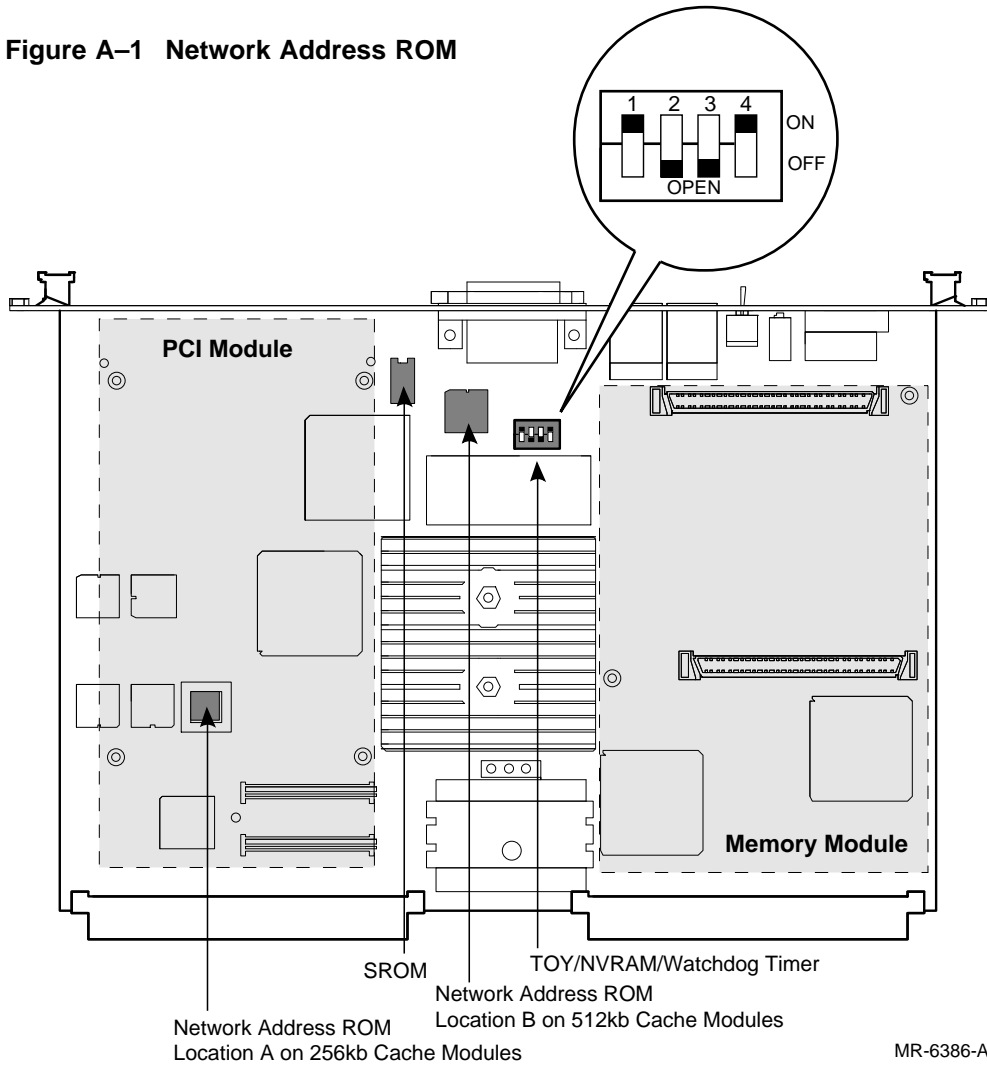 Figure A–1 Network Address ROM
1 2 3 4
ON
OFF
OPEN
PCI Module
Memory Module
SROM
TOY/NVRAM/Watchdog Timer
Network Address ROM
Location B on 512kb Cache Modules
Network Address ROM
Location A on 256kb Cache Modules
MR-6386-A